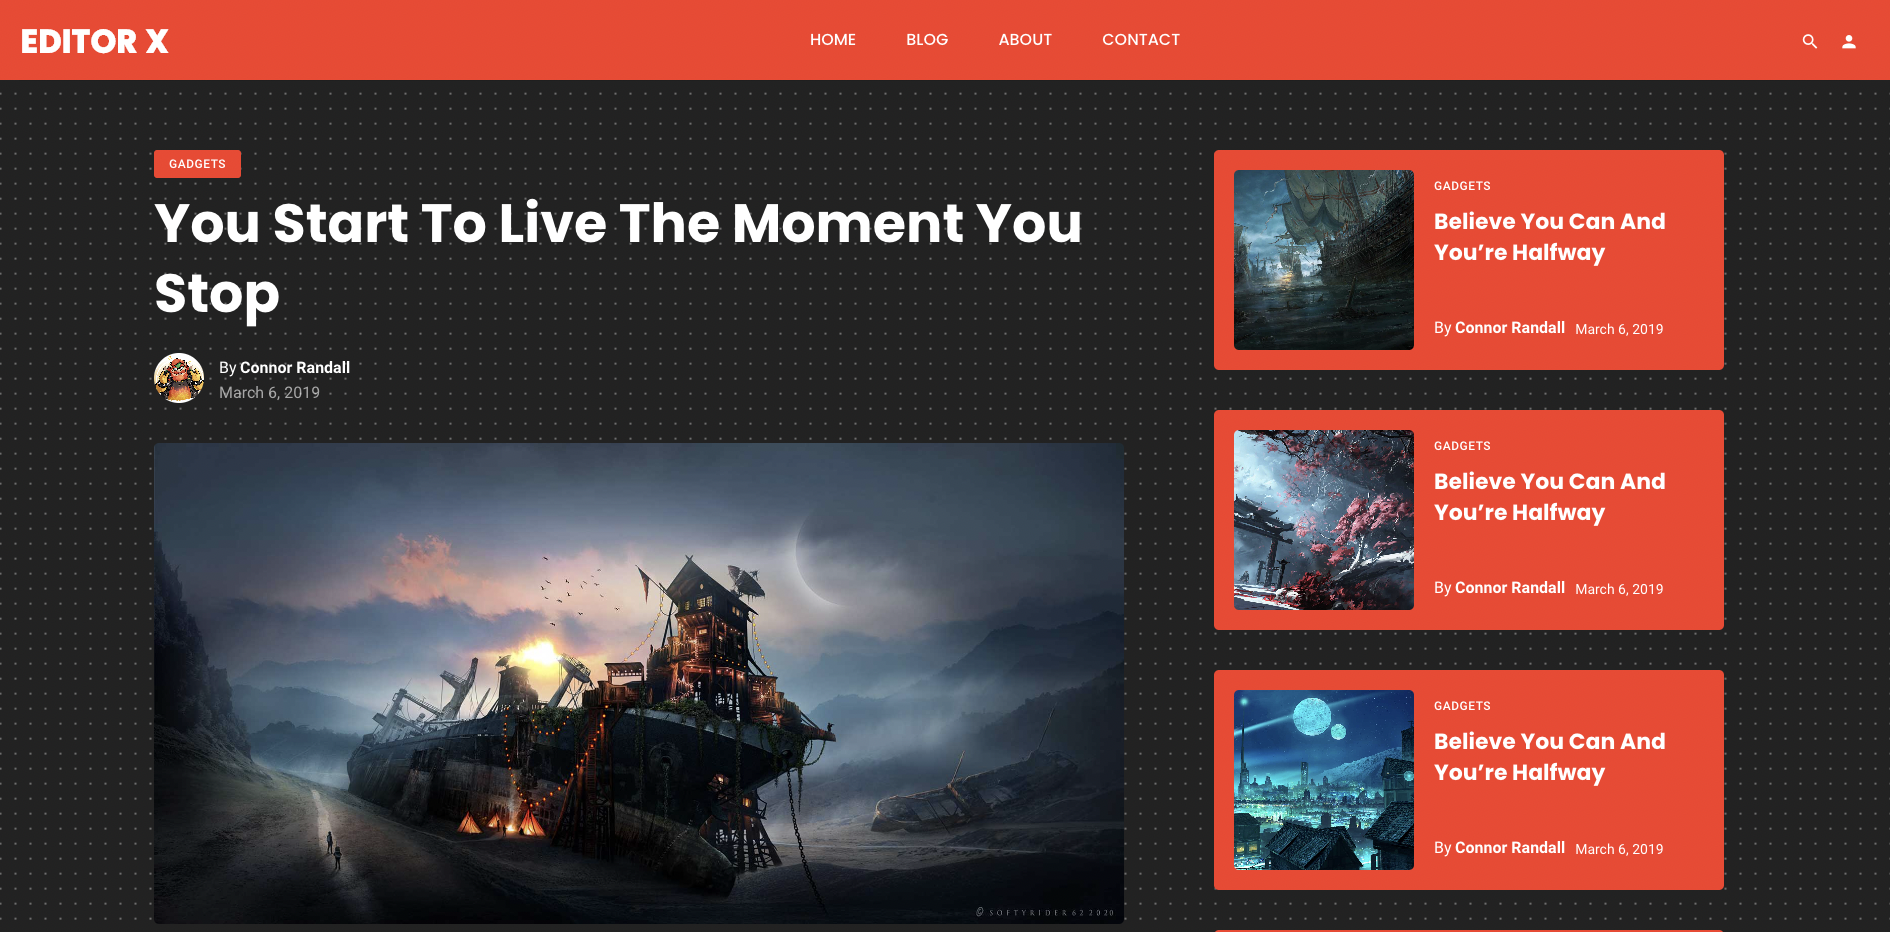 EDITOR X
HOME
BLOG
ABOUT
CONTACT
GADGETS
You Start To Live The Moment You
Stop
By Connor Randall
March 6, 2019
© SOFTYRIDER62 2020
GADGETS
Believe You Can And
You’re Halfway
By Connor Randall March 6, 2019
GADGETS
Believe You Can And
You’re Halfway
By Connor Randall March 6, 2019
GADGETS
Believe You Can And
You’re Halfway
By Connor Randall March 6, 2019